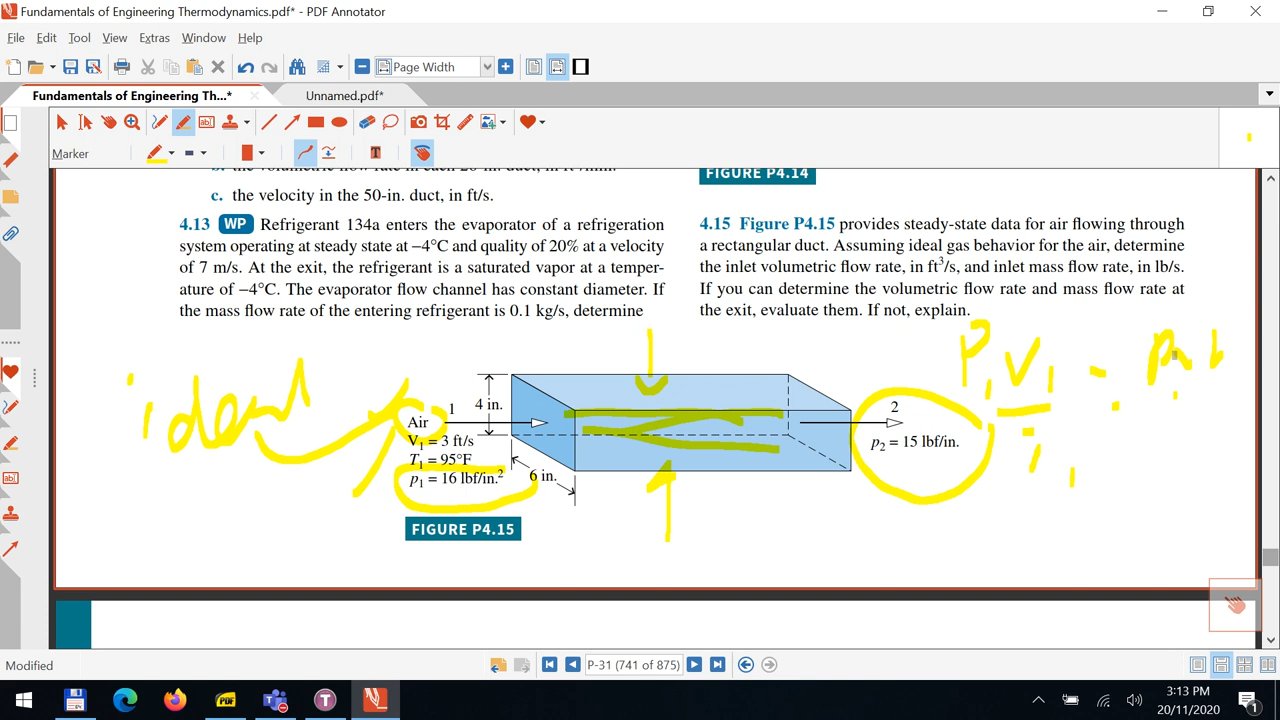 Fundamentals of Engineering Thermodynamics.pdf* - PDF Annotator
File Edit Tool View Extras Window Help
Page Width
Fundamentals of Engineering Th...* Unnamed.pdf*
Marker
c. the velocity in the 50-in. duct, in ft/s.
4.13 WP Refrigerant 134a enters the evaporator of a refrigeration
system operating at steady state at −4°C and quality of 20% at a velocity
of 7 m/s. At the exit, the refrigerant is a saturated vapor at a temper-
ature of −4°C. The evaporator flow channel has constant diameter. If
the mass flow rate of the entering refrigerant is 0.1 kg/s, determine
FIGURE P4.14
4.15 Figure P4.15 provides steady-state data for air flowing through
a rectangular duct. Assuming ideal gas behavior for the air, determine
the inlet volumetric flow rate, in ft³/s, and inlet mass flow rate, in lb/s.
If you can determine the volumetric flow rate and mass flow rate at
the exit, evaluate them. If not, explain.
ideal
Air
1
4 in.
V₁ = 3 ft/s
T₁ = 95°F
p₁ = 16 lbf/in.²
6 in.
2
p₂ = 15 lbf/in.
P₁ V₁
FIGURE P4.15
P-31 (741 of 875)
Modified
3:13 PM
20/11/2020